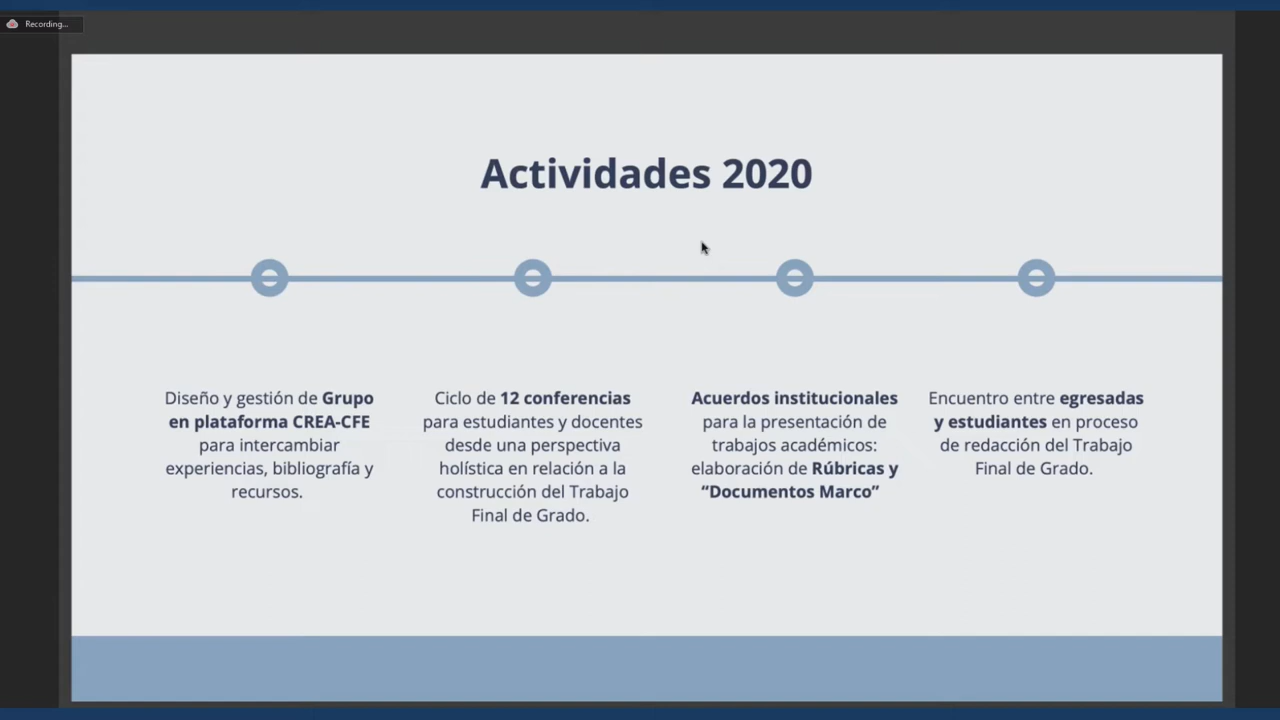 Recording...
Actividades 2020
Diseño y gestión de Grupo
en plataforma CREA-CFE
para intercambiar
experiencias, bibliografía y
recursos.
Ciclo de 12 conferencias
para estudiantes y docentes
desde una perspectiva
holística en relación a la
construcción del Trabajo
Final de Grado.
Acuerdos institucionales
para la presentación de
trabajos académicos:
elaboración de Rúbricas y
“Documentos Marco”
Encuentro entre egresadas
y estudiantes en proceso
de redacción del Trabajo
Final de Grado.